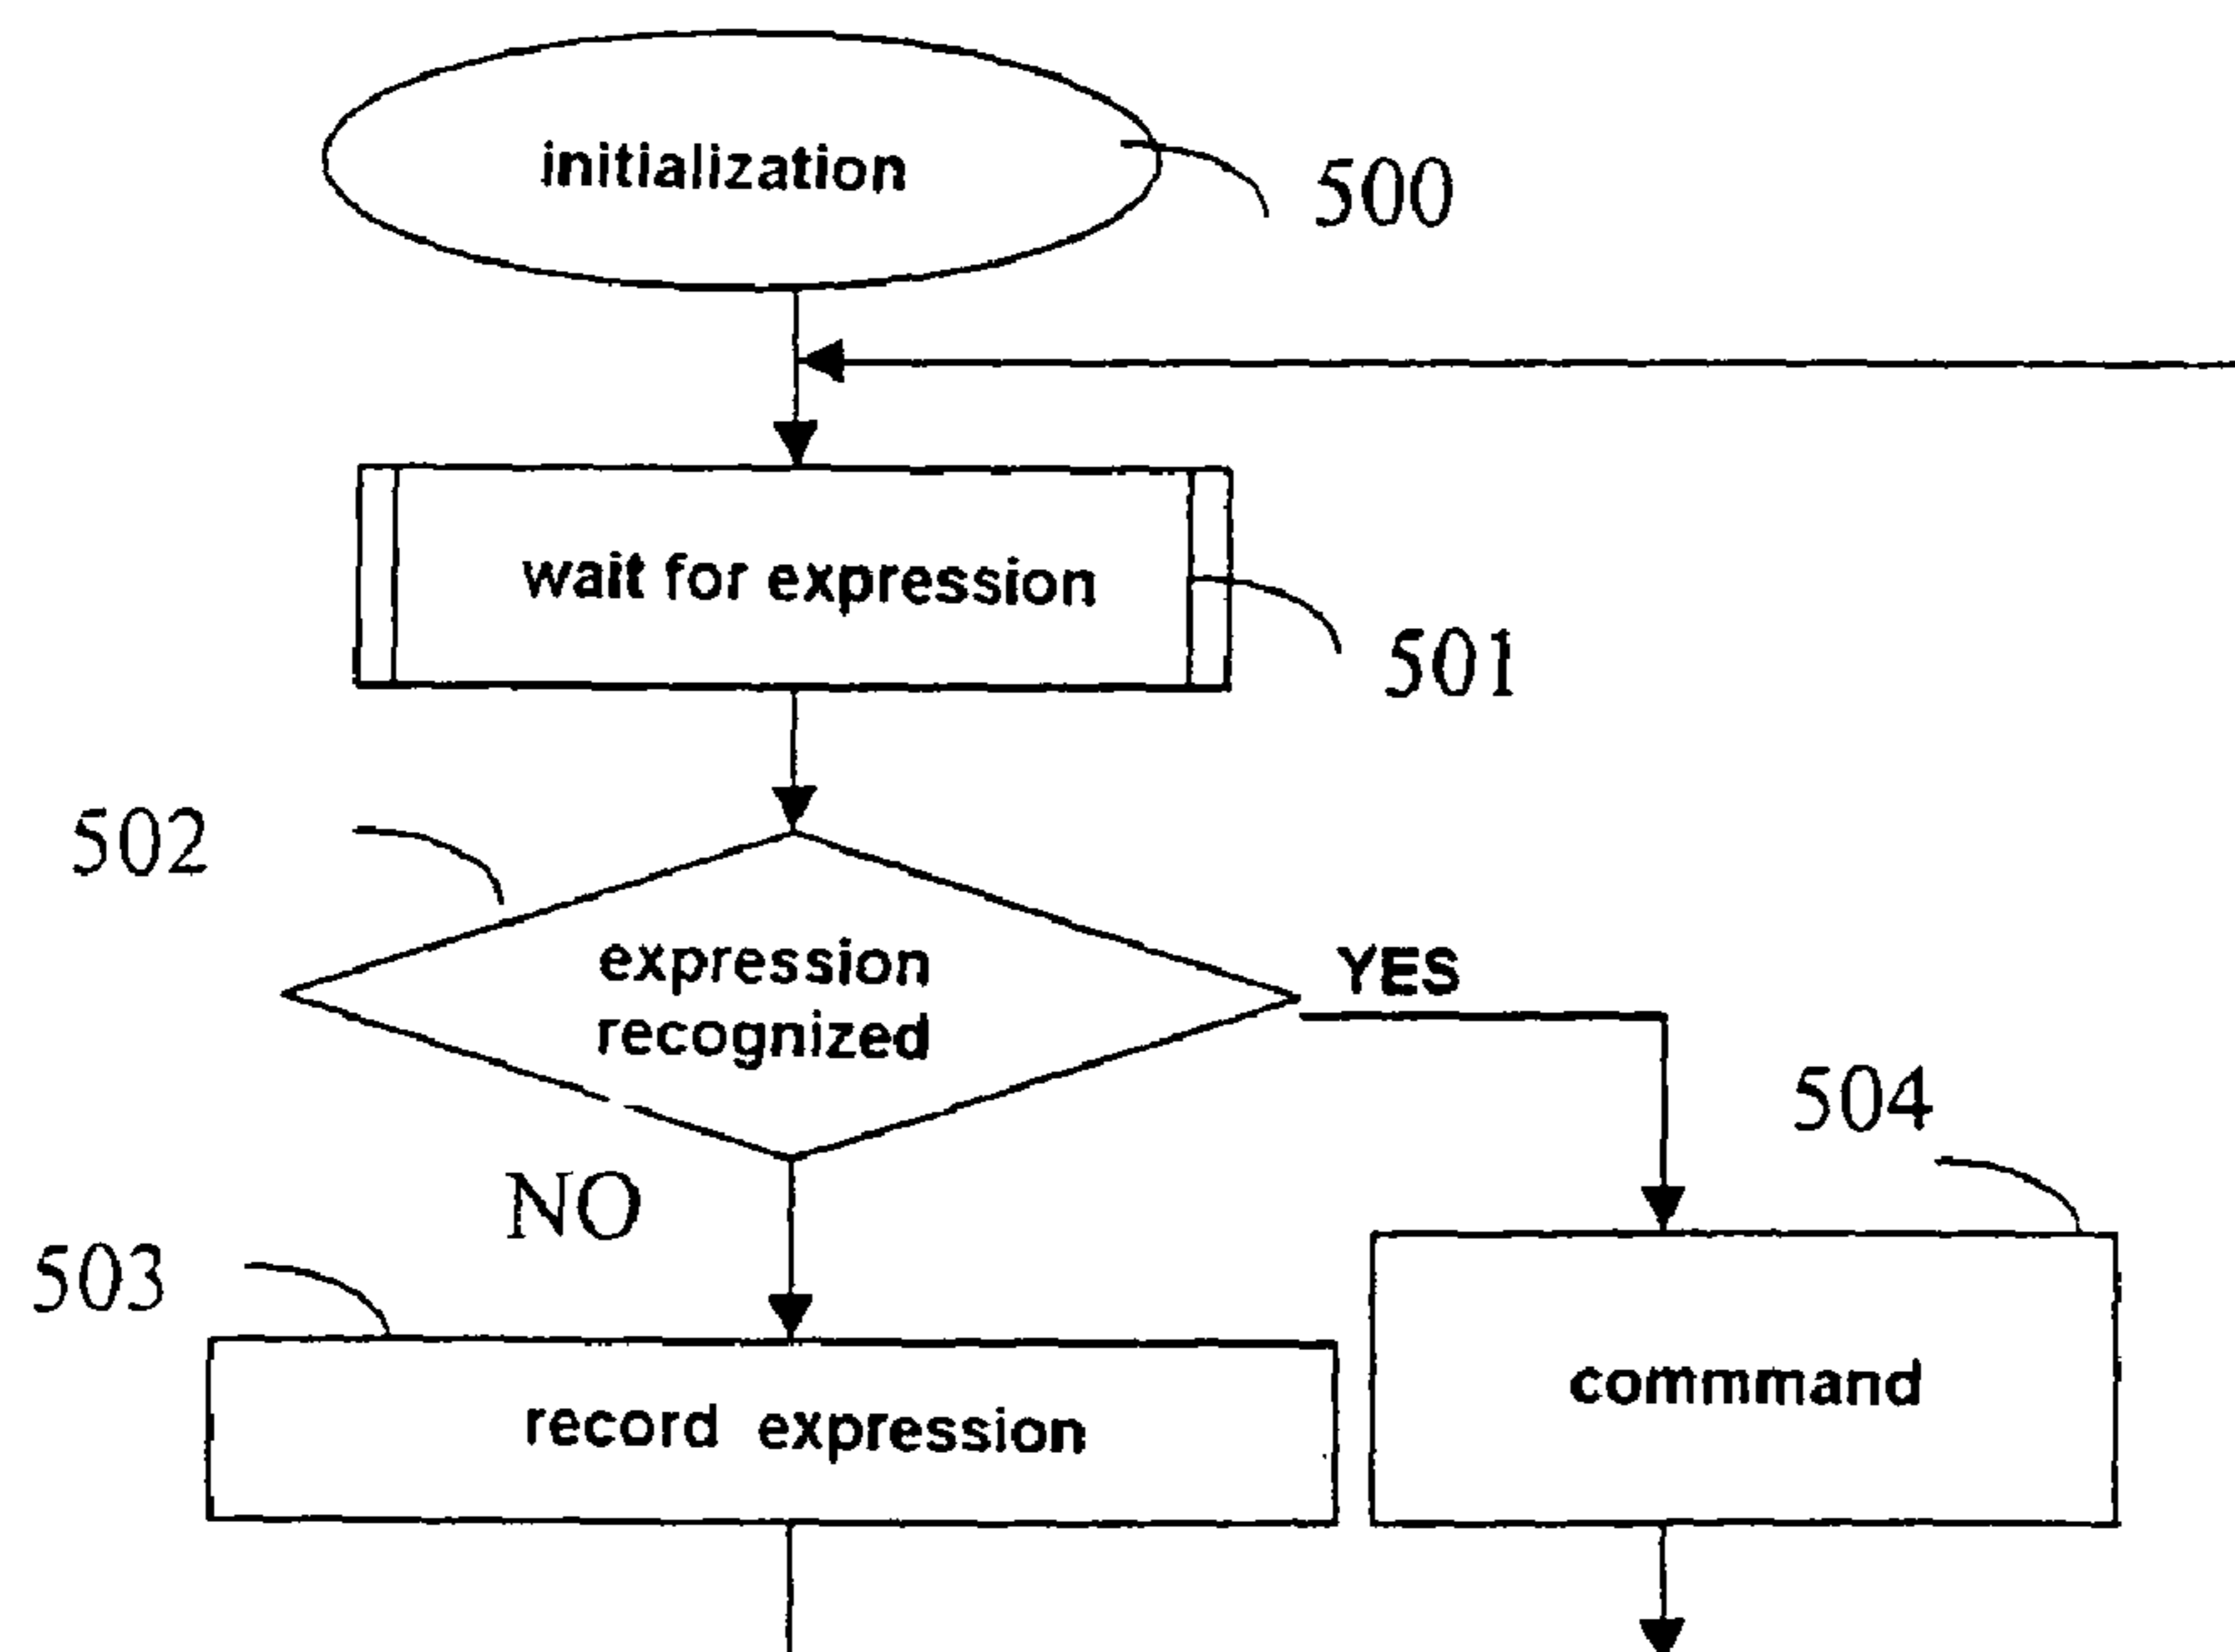 initialization
500
wait for expression
501
502
expression
recognized
YES
504
NO
503
commmand
record expression